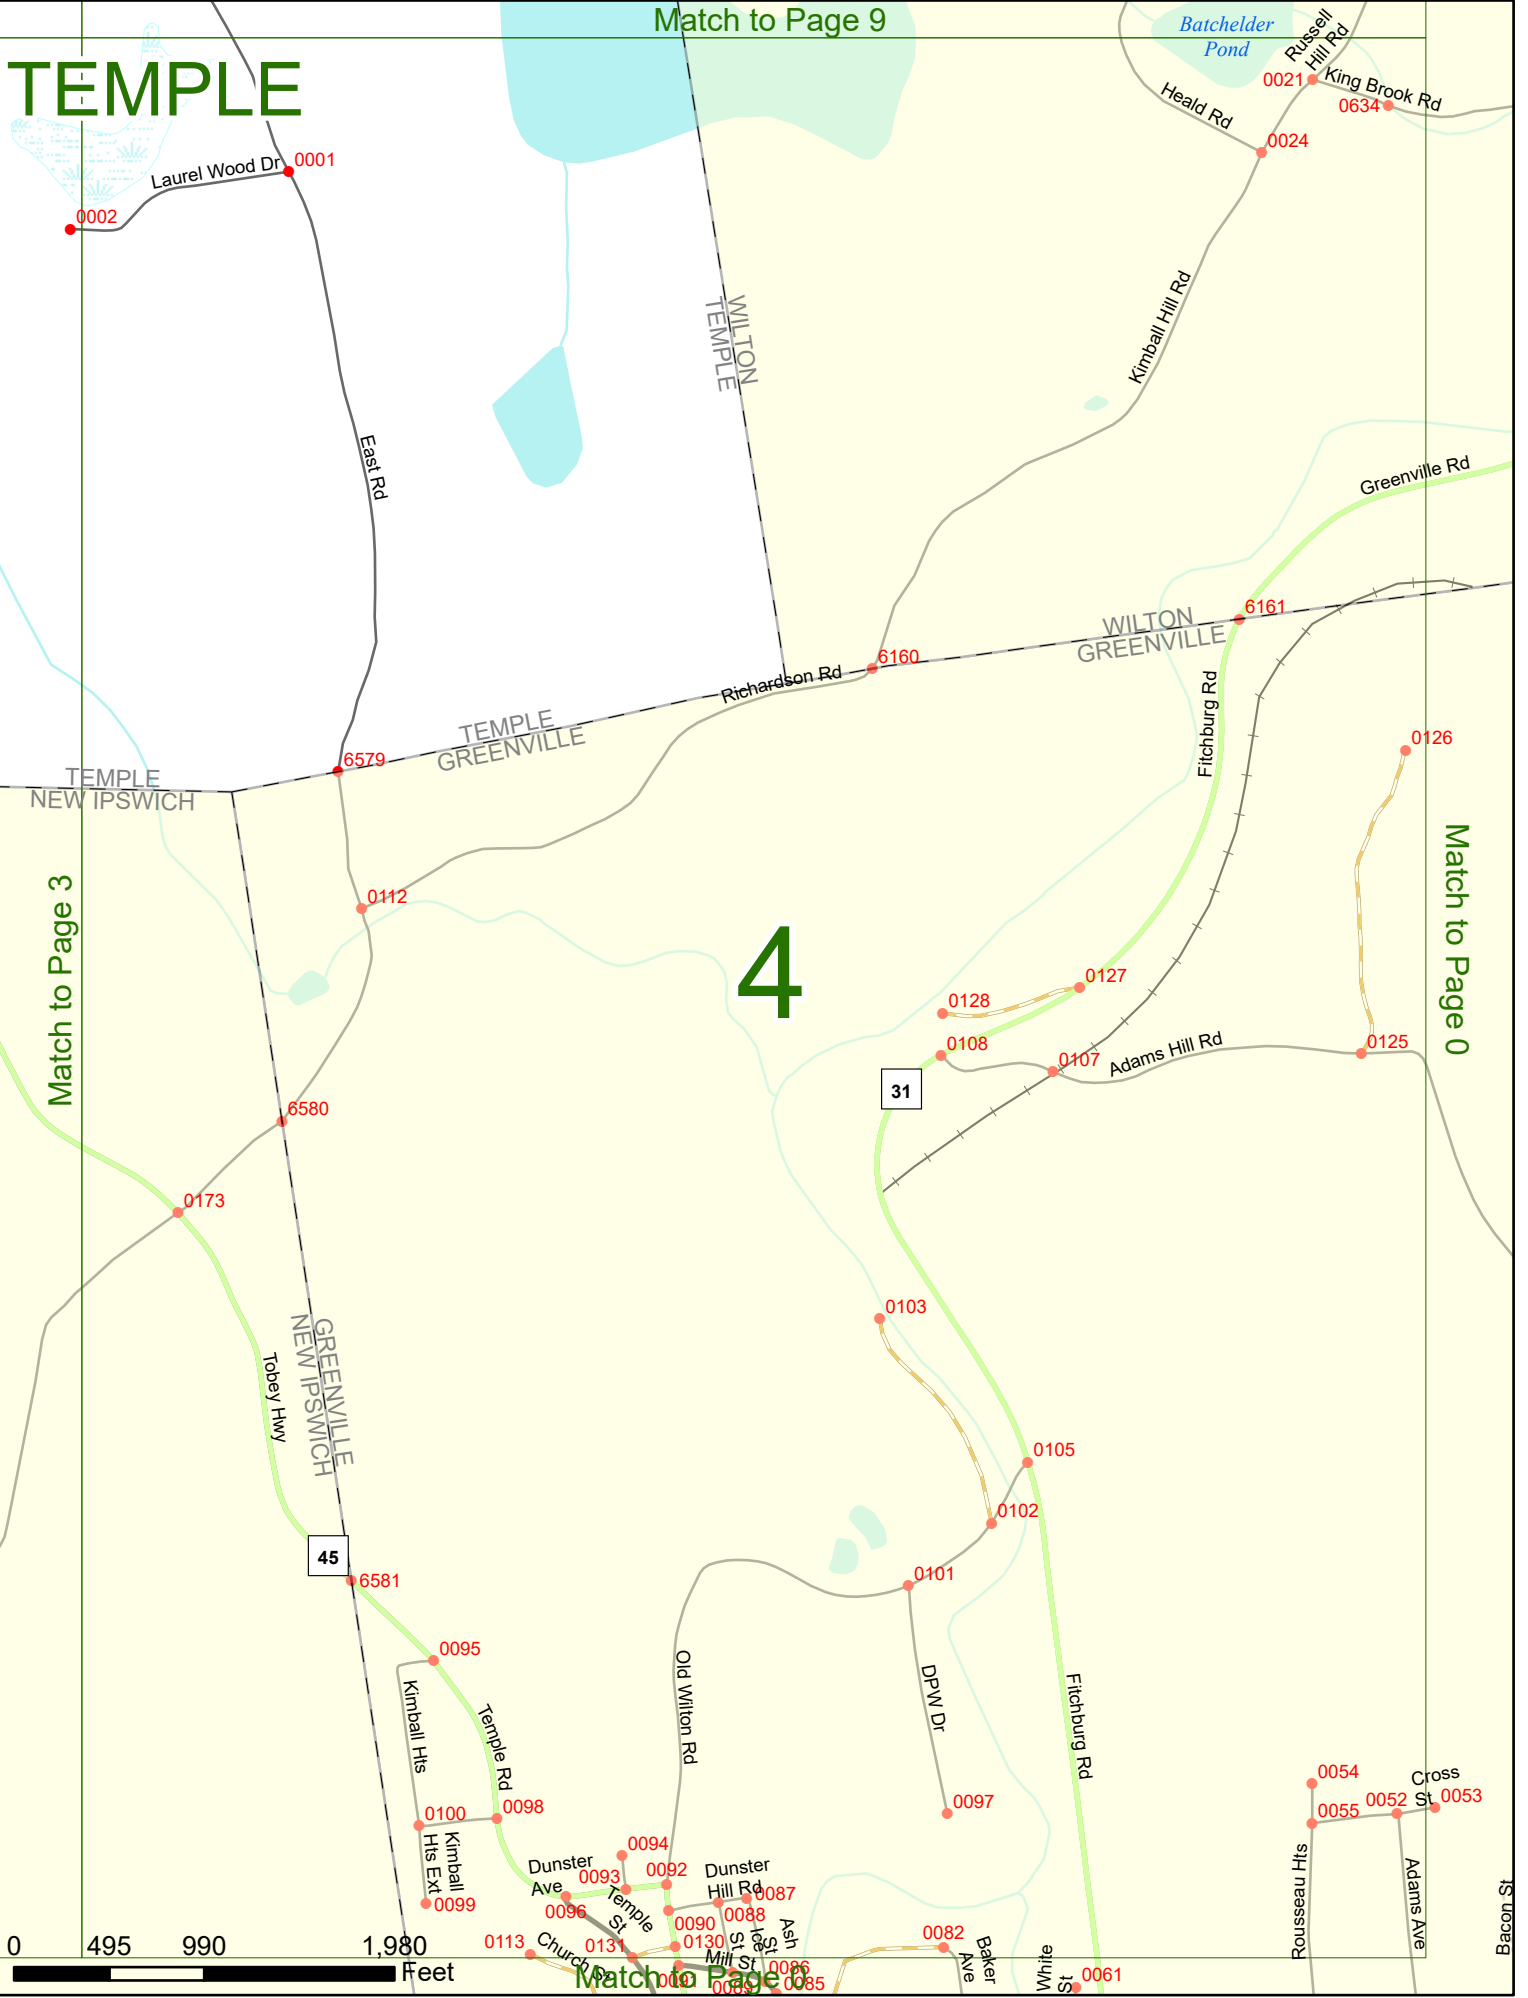 Match to Page 9
Batchelder
Pond
Russell
Hill Rd
TEMPLE
0021
King Brook Rd
0634
Heald Rd
0024
Laurel Wood Dr
0001
0002
WILTON
TEMPLE
Kimball Hill Rd
East Rd
Greenville Rd
6161
WILTON
GREENVILLE
6160
Richardson Rd
Fitchburg Rd
TEMPLE
GREENVILLE
0126
6579
TEMPLE
NEW IPSWICH
Match to Page 3
0112
4
Match to Page 0
0127
0128
0108
0107
Adams Hill Rd
0125
31
6580
0173
0103
GREENVILLE
NEW IPSWICH
Tobey Hwy
0105
0102
45
6581
0101
0095
Old Wilton Rd
DPW Dr
Fitchburg Rd
Kimball Hts
Temple Rd
0054
Cross
St
0053
0052
0055
0097
0100
0098
Kimball
Hts Ext
0094
Dunster
Ave
0093
0092
Dunster
Hill Rd
0087
0099
0096
Temple
St
0090
0088
Ash
St
Ice
St
Rousseau Hts
Adams Ave
Bacon St
0113
Church St
0131
0130
Mill St
0082
Baker
Ave
White
St
0061
0086
0091
0089
0085
0 495 990 1,980
Feet
Match to Page 0